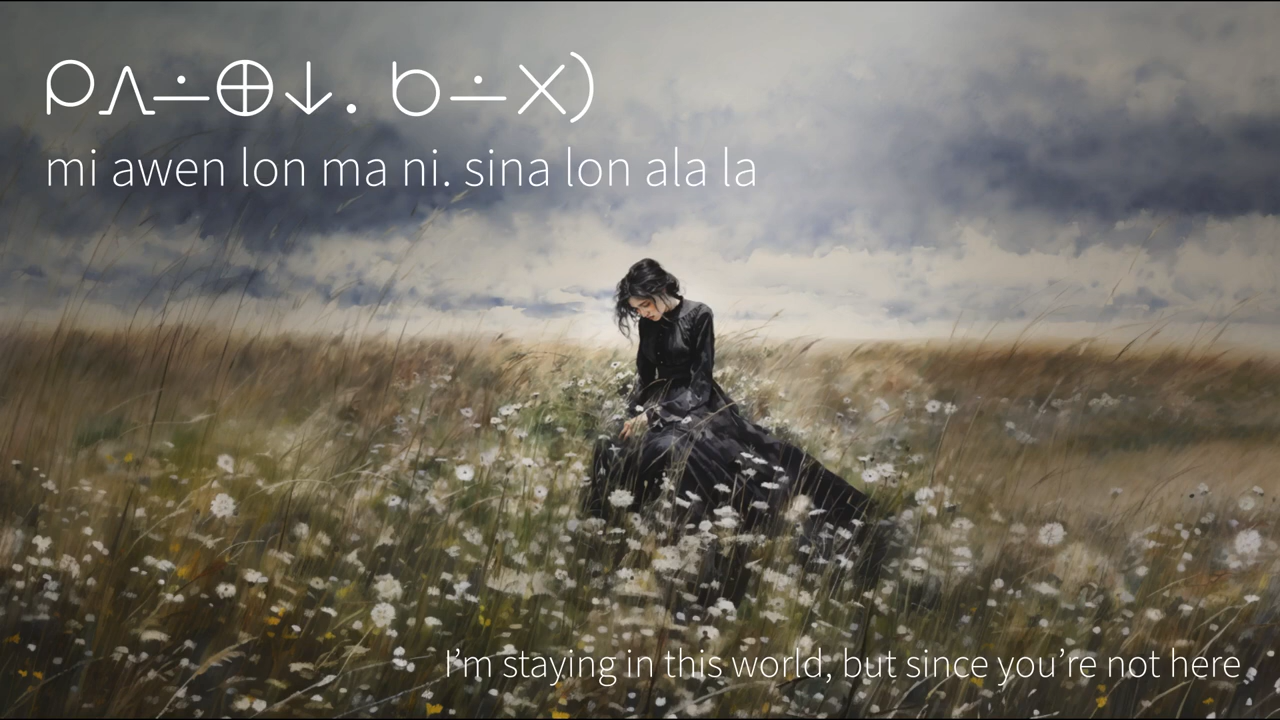 󱤴󱤈󱤬󱤰󱥁. 󱥞󱤬󱤂󱤡
mi awen lon ma ni. sina lon ala la
I’m staying in this world, but since you’re not here